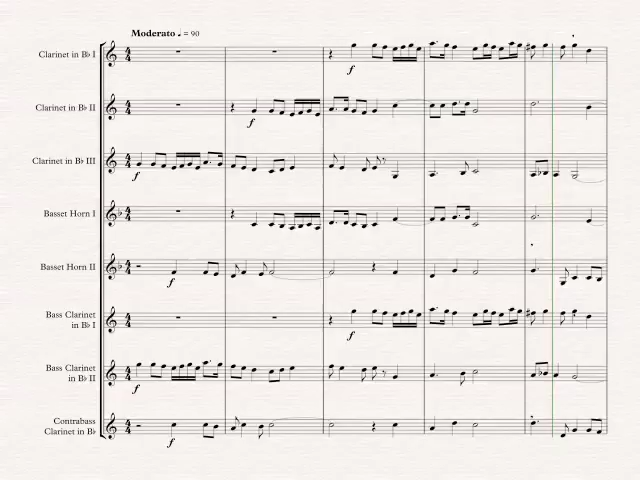 Moderato ♩ = 90
Clarinet in B♭ I
f
Clarinet in B♭ II
f
Clarinet in B♭ III
f
Basset Horn I
f
Basset Horn II
f
Bass Clarinet
in B♭ I
f
Bass Clarinet
in B♭ II
f
Contrabass
Clarinet in B♭
f